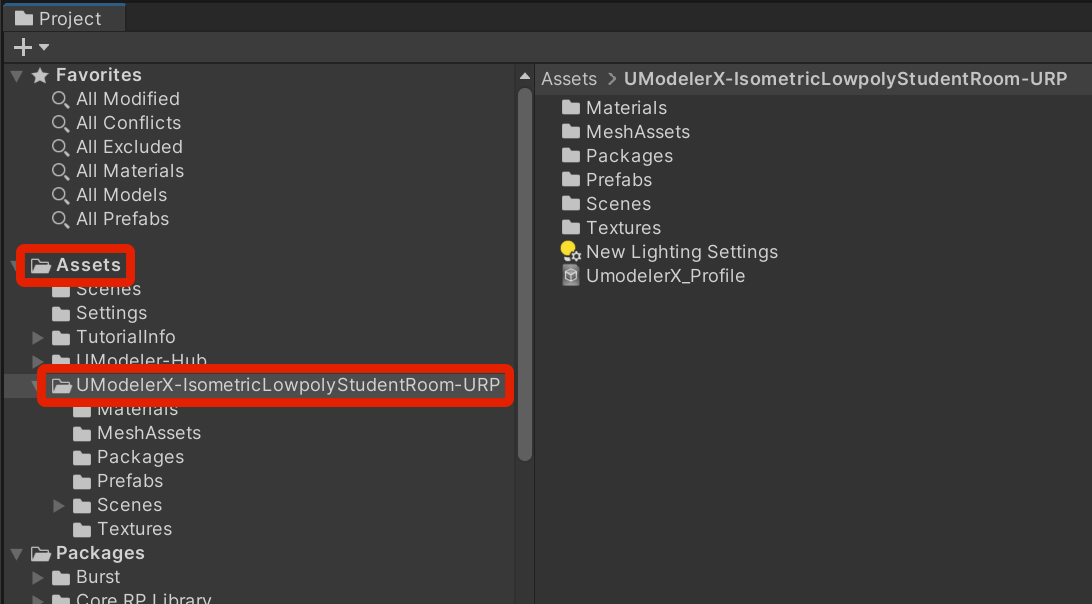 Project
Favorites
All Modified
All Conflicts
All Excluded
All Materials
All Models
All Prefabs
Assets
Scenes
Settings
TutorialInfo
UModeler-Hub
UModelerX-IsometricLowpolyStudentRoom-URP
Materials
MeshAssets
Packages
Prefabs
Scenes
Textures
Packages
Burst
Core RP Library
Assets > UModelerX-IsometricLowpolyStudentRoom-URP
Materials
MeshAssets
Packages
Prefabs
Scenes
Textures
New Lighting Settings
UmodelerX_Profile